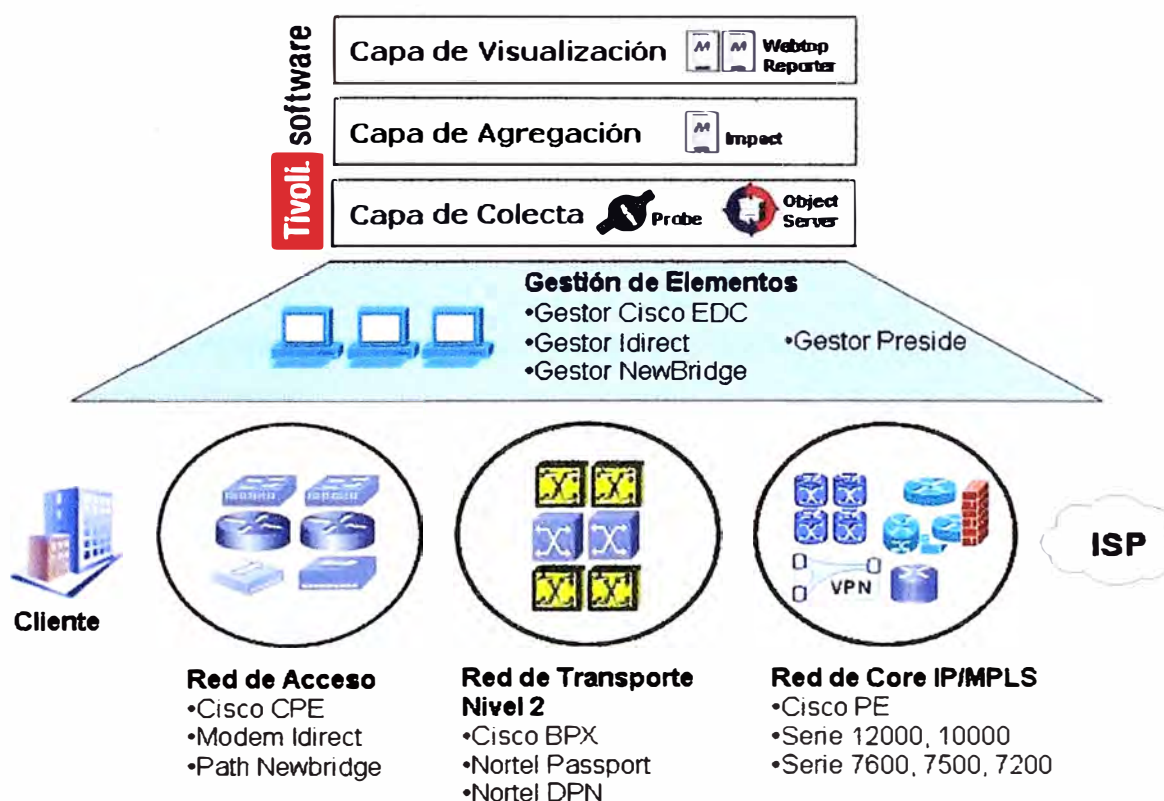 Tivoli. software
Capa de Visualización
Webtop
Reporter
Capa de Agregación
Impact
Capa de Colecta
Probe
Object
Server
Gestión de Elementos
•Gestor Cisco EDC
•Gestor Idirect
•Gestor NewBridge
•Gestor Preside
Cliente
VPN
ISP
Red de Acceso
•Cisco CPE
•Modem Idirect
•Path Newbridge
Red de Transporte
Nivel 2
•Cisco BPX
•Nortel Passport
•Nortel DPN
Red de Core IP/MPLS
•Cisco PE
•Serie 12000, 10000
•Serie 7600, 7500, 7200